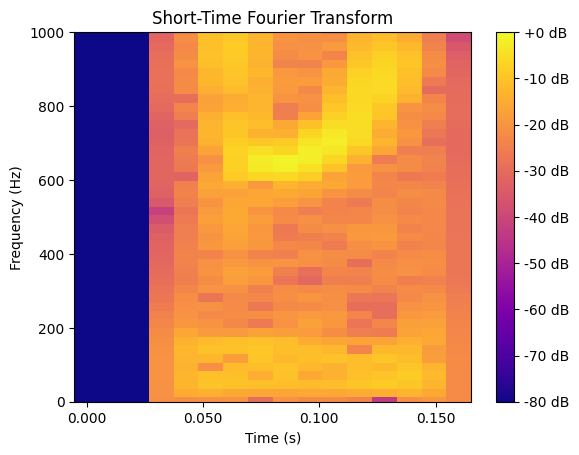 Short-Time Fourier Transform
1000
800
600
400
200
0
Frequency (Hz)
0.000
0.050
0.100
0.150
Time (s)
+0 dB
-10 dB
-20 dB
-30 dB
-40 dB
-50 dB
-60 dB
-70 dB
-80 dB